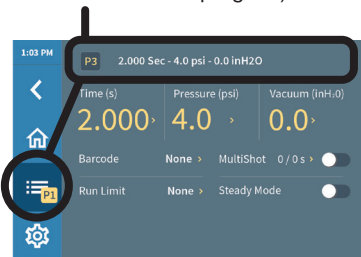 1:03 PM
P3 2.000 Sec - 4.0 psi - 0.0 inH2O
Time (s) Pressure (psi) Vacuum (inH₂0)
2.000 › 4.0 › 0.0 ›
Barcode None › MultiShot 0 / 0 s ›
P1
Run Limit None › Steady Mode